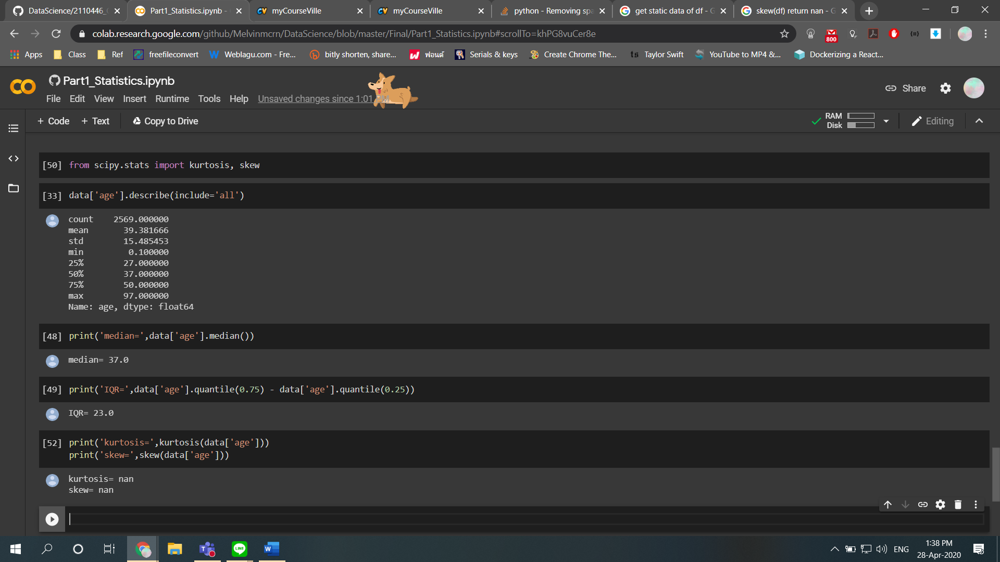 DataScience/2110446_
Part1_Statistics.ipynb -
myCourseVille
myCourseVille
python - Removing spa
get static data of df - G
skew(df) return nan - G
colab.research.google.com/github/Melvinmcrn/DataScience/blob/master/Final/Part1_Statistics.ipynb#scrollTo=khPG8vuCer8e
800
Apps
Class
Ref
freefileconvert
Weblagu.com - Fre...
bitly shorten, share...
ฟอนต์
Serials & keys
Create Chrome The...
ts
Taylor Swift
YouTube to MP4 &...
Dockerizing a React...
Part1_Statistics.ipynb
Share
File Edit View Insert Runtime Tools Help Unsaved changes since 1:01
+ Code + Text Copy to Drive
RAM
Disk
Editing
[50] from scipy.stats import kurtosis, skew
[33] data['age'].describe(include='all')
count 2569.000000
mean 39.381666
std 15.485453
min 0.100000
25% 27.000000
50% 37.000000
75% 50.000000
max 97.000000
Name: age, dtype: float64
[48] print('median=',data['age'].median())
median= 37.0
[49] print('IQR=',data['age'].quantile(0.75) - data['age'].quantile(0.25))
IQR= 23.0
[52] print('kurtosis=',kurtosis(data['age']))
print('skew=',skew(data['age']))
kurtosis= nan
skew= nan
LINE
ENG
1:38 PM
28-Apr-2020